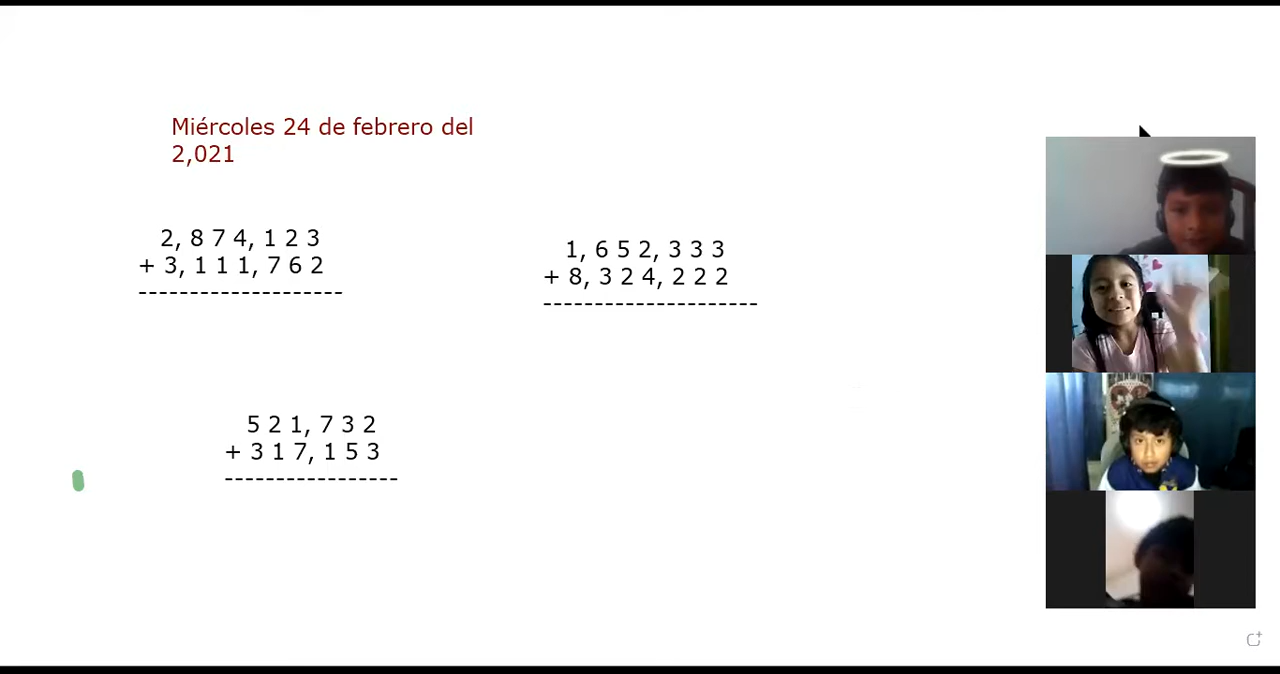 Miércoles 24 de febrero del
2,021
2, 8 7 4, 1 2 3
+ 3, 1 1 1, 7 6 2
--------------------
1, 6 5 2, 3 3 3
+ 8, 3 2 4, 2 2 2
---------------------
5 2 1, 7 3 2
+ 3 1 7, 1 5 3
-----------------